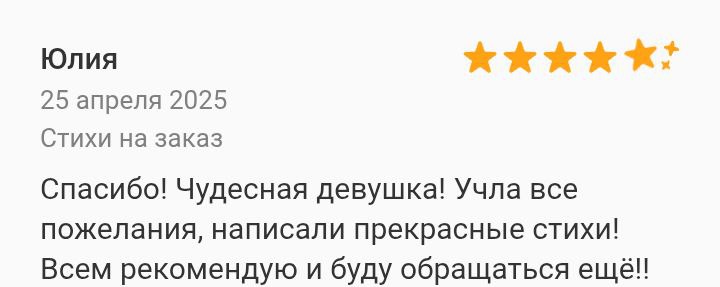 Юлия
25 апреля 2025
Стихи на заказ
Спасибо! Чудесная девушка! Учла все
пожелания, написали прекрасные стихи!
Всем рекомендую и буду обращаться ещё!!